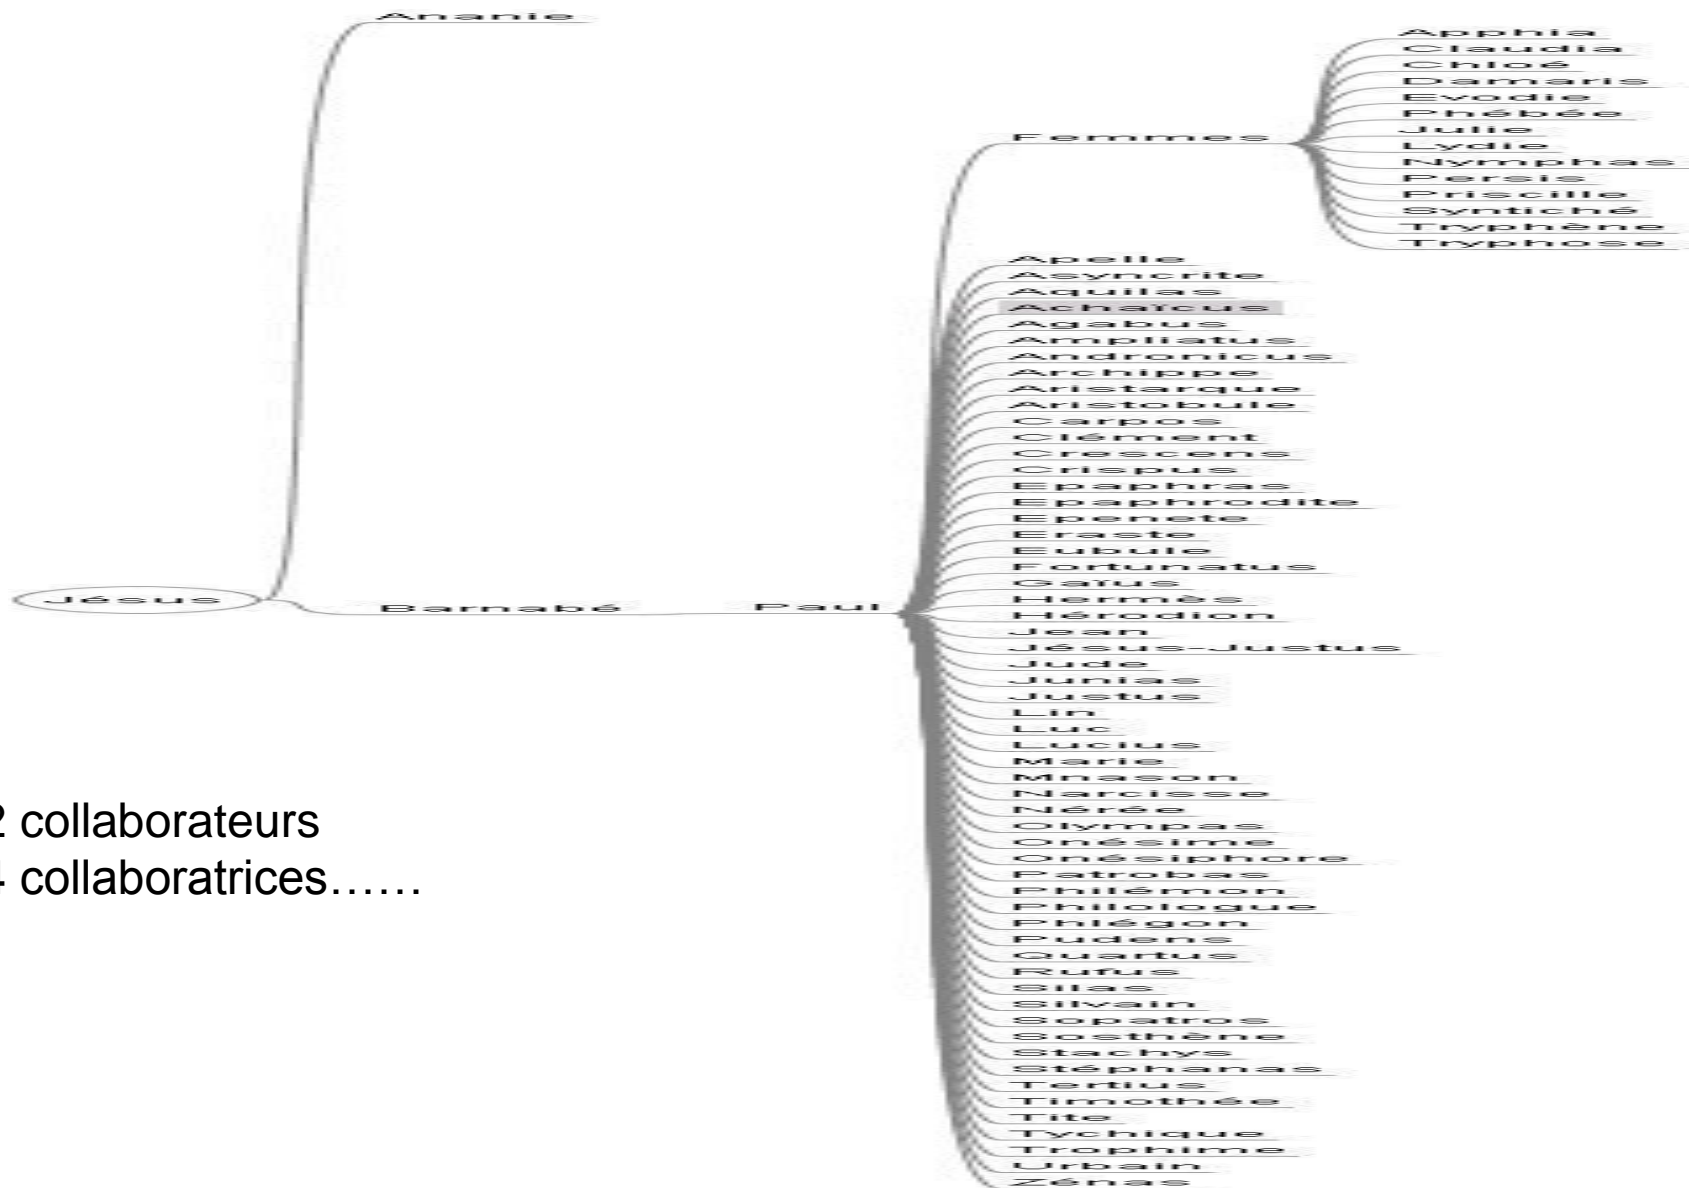 Ananie
Apphia
Claudia
Chloé
Damaris
Evodie
Phébée
Julie
Lydie
Nymphas
Persis
Priscille
Syntiché
Tryphène
Tryphose
Femmes
Apelle
Asyncrite
Aquilas
Achaïcus
Agabus
Ampliatus
Andronicus
Archippe
Aristarque
Aristobule
Carpos
Clément
Crescens
Crispus
Epaphras
Epaphrodite
Epenete
Eraste
Eubule
Fortunatus
Gaïus
Hermès
Hérodion
Jean
Jésus-Justus
Jude
Junias
Justus
Lin
Luc
Lucius
Marie
Mnason
Narcisse
Nérée
Olympas
Onésime
Onésiphore
Patrobas
Philémon
Philologue
Phlégon
Pudens
Quartus
Rufus
Silas
Silvain
Sopatros
Sosthène
Stachys
Stéphanas
Tertius
Timothée
Tite
Tychique
Trophime
Urbain
Zénas
Jésus
Barnabé
Paul
2 collaborateurs
4 collaboratrices……